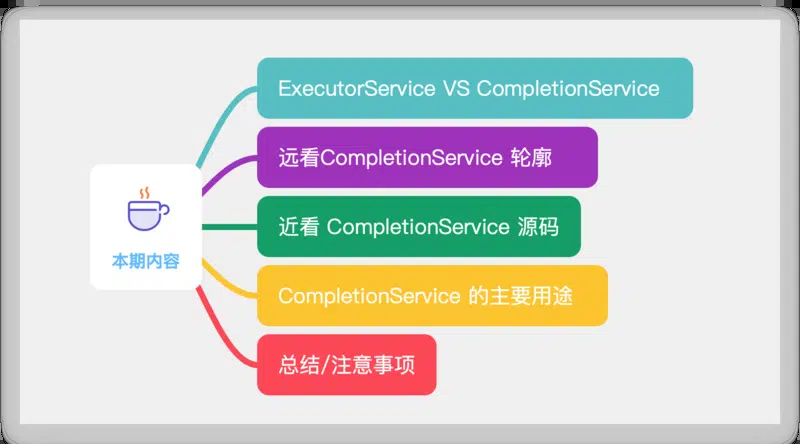 ExecutorService VS CompletionService
远看CompletionService 轮廓
近看 CompletionService 源码
本期内容
CompletionService 的主要用途
总结/注意事项